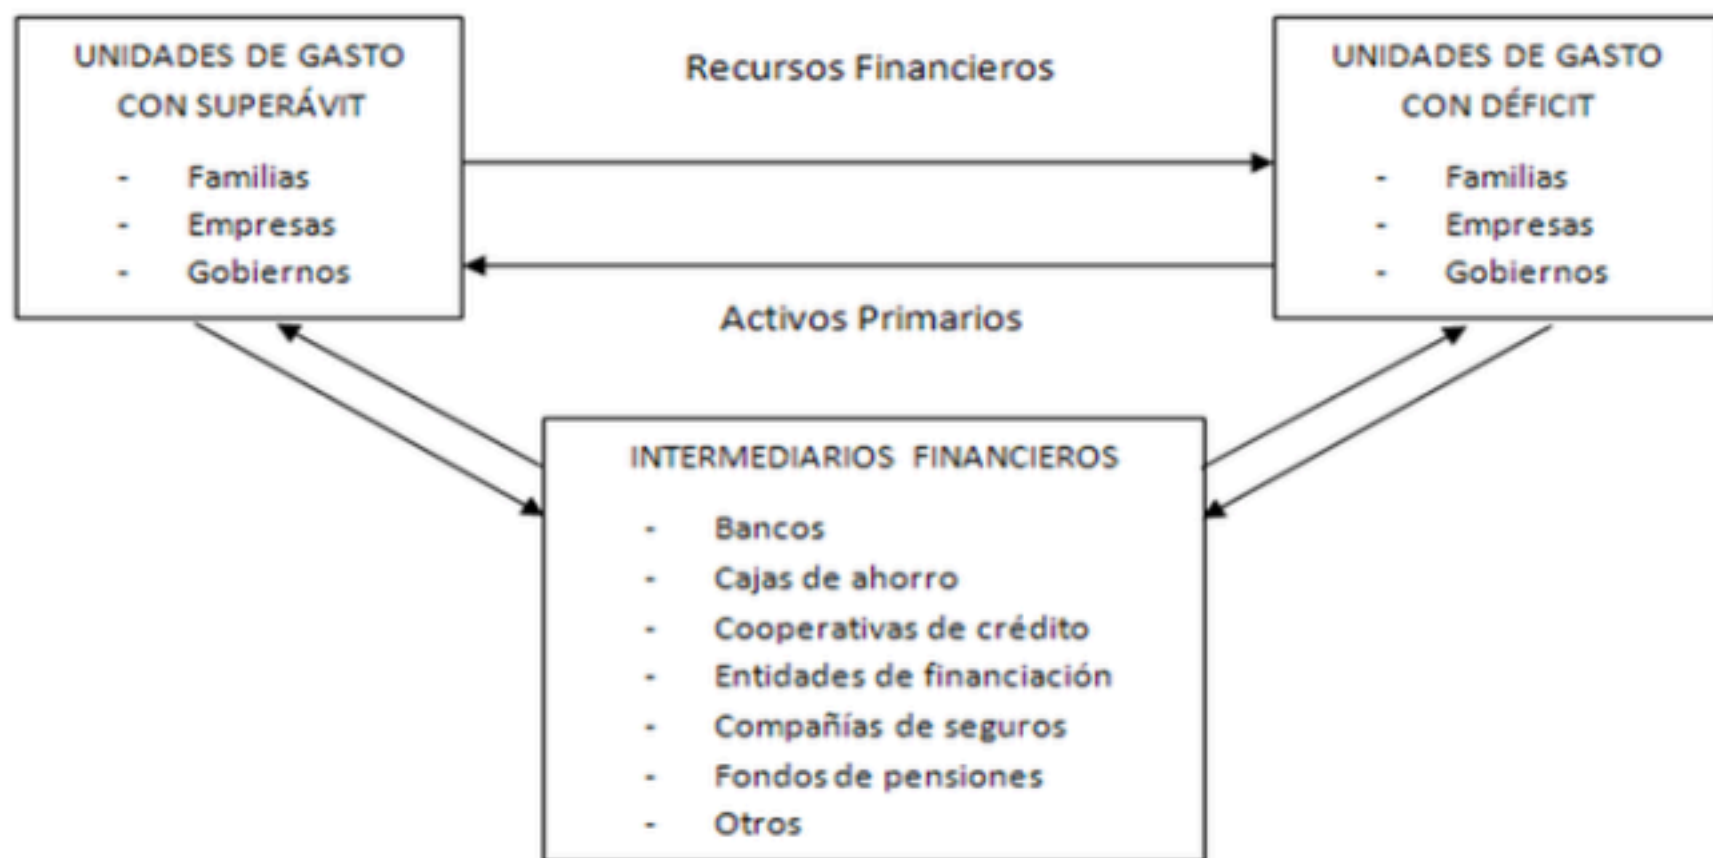 UNIDADES DE GASTO
CON SUPERÁVIT
- Familias
- Empresas
- Gobiernos
Recursos Financieros
Activos Primarios
UNIDADES DE GASTO
CON DÉFICIT
- Familias
- Empresas
- Gobiernos
INTERMEDIARIOS FINANCIEROS
- Bancos
- Cajas de ahorro
- Cooperativas de crédito
- Entidades de financiación
- Compañías de seguros
- Fondos de pensiones
- Otros